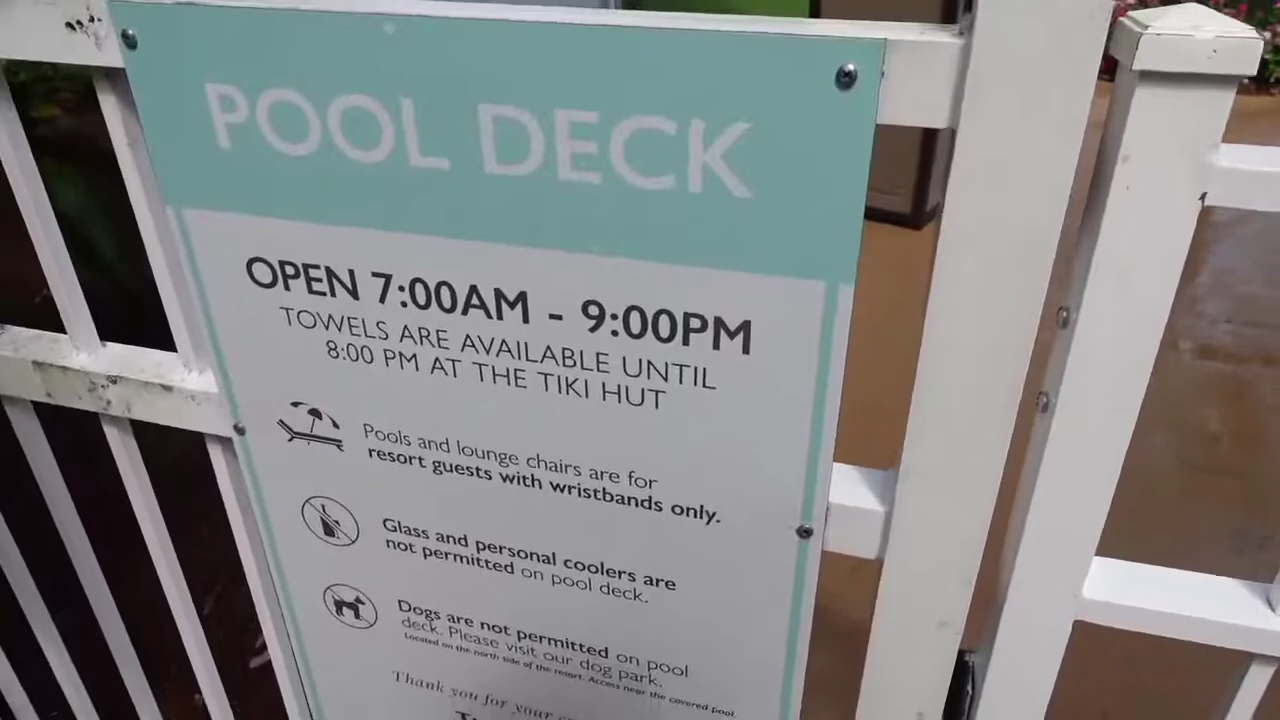 POOL DECK
OPEN 7:00AM - 9:00PM
TOWELS ARE AVAILABLE UNTIL
8:00 PM AT THE TIKI HUT
Pools and lounge chairs are for
resort guests with wristbands only.
Glass and personal coolers are
not permitted on pool deck.
Dogs are not permitted on pool
deck. Please visit our dog park.
Located on the north side of the resort. Access near the covered pool.
Thank you for your